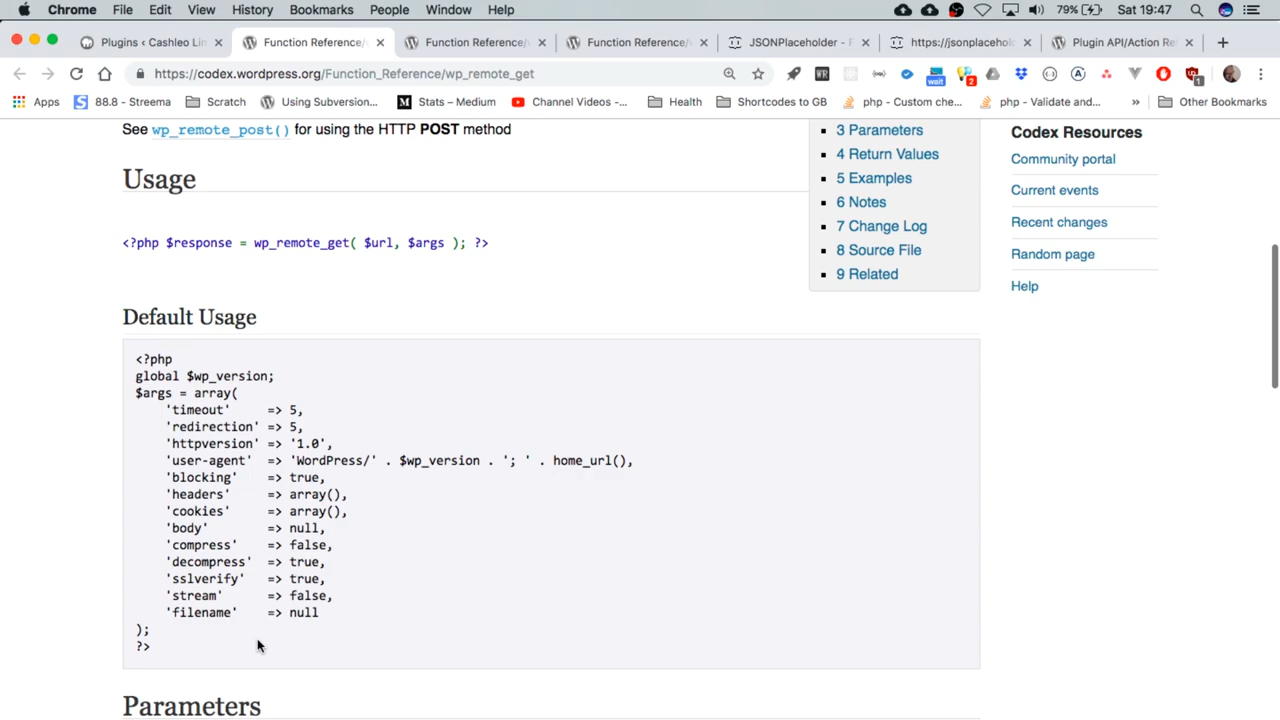 Chrome File Edit View History Bookmarks People Window Help 79% Sat 19:47
Plugins ‹ Cashleo Lin Function Reference/ Function Reference/ Function Reference/ JSONPlaceholder - F https://jsonplacehol Plugin API/Action Re
https://codex.wordpress.org/Function_Reference/wp_remote_get
Apps 88.8 - Streema Scratch Using Subversion... Stats – Medium Channel Videos -... Health Shortcodes to GB php - Custom che... php - Validate and... » Other Bookmarks
See wp_remote_post() for using the HTTP POST method
Usage
<?php $response = wp_remote_get( $url, $args ); ?>
Default Usage
<?php
global $wp_version;
$args = array(
'timeout' => 5,
'redirection' => 5,
'httpversion' => '1.0',
'user-agent' => 'WordPress/' . $wp_version . '; ' . home_url(),
'blocking' => true,
'headers' => array(),
'cookies' => array(),
'body' => null,
'compress' => false,
'decompress' => true,
'sslverify' => true,
'stream' => false,
'filename' => null
);
?>
Parameters
3 Parameters
4 Return Values
5 Examples
6 Notes
7 Change Log
8 Source File
9 Related
Codex Resources
Community portal
Current events
Recent changes
Random page
Help